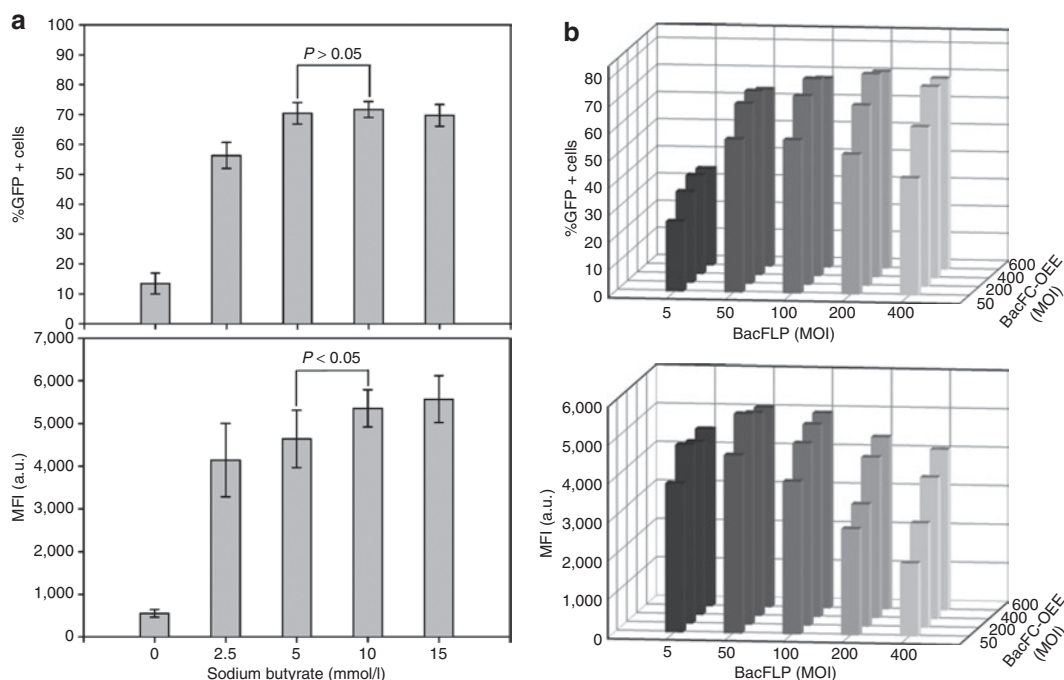 a
100
90
80
70
60
50
40
30
20
10
0
%GFP + cells
P > 0.05
7,000
6,000
5,000
4,000
3,000
2,000
1,000
0
MFI (a.u.)
P < 0.05
0 2.5 5 10 15
Sodium butyrate (mmol/l)
b
80
70
60
50
40
30
20
10
0
%GFP + cells
5 50 100 200 400
BacFLP (MOI)
600
400
200
50
BacFC-OEE
(MOI)
6,000
5,000
4,000
3,000
2,000
1,000
0
MFI (a.u.)
5 50 100 200 400
BacFLP (MOI)
600
400
200
50
BacFC-OEE
(MOI)